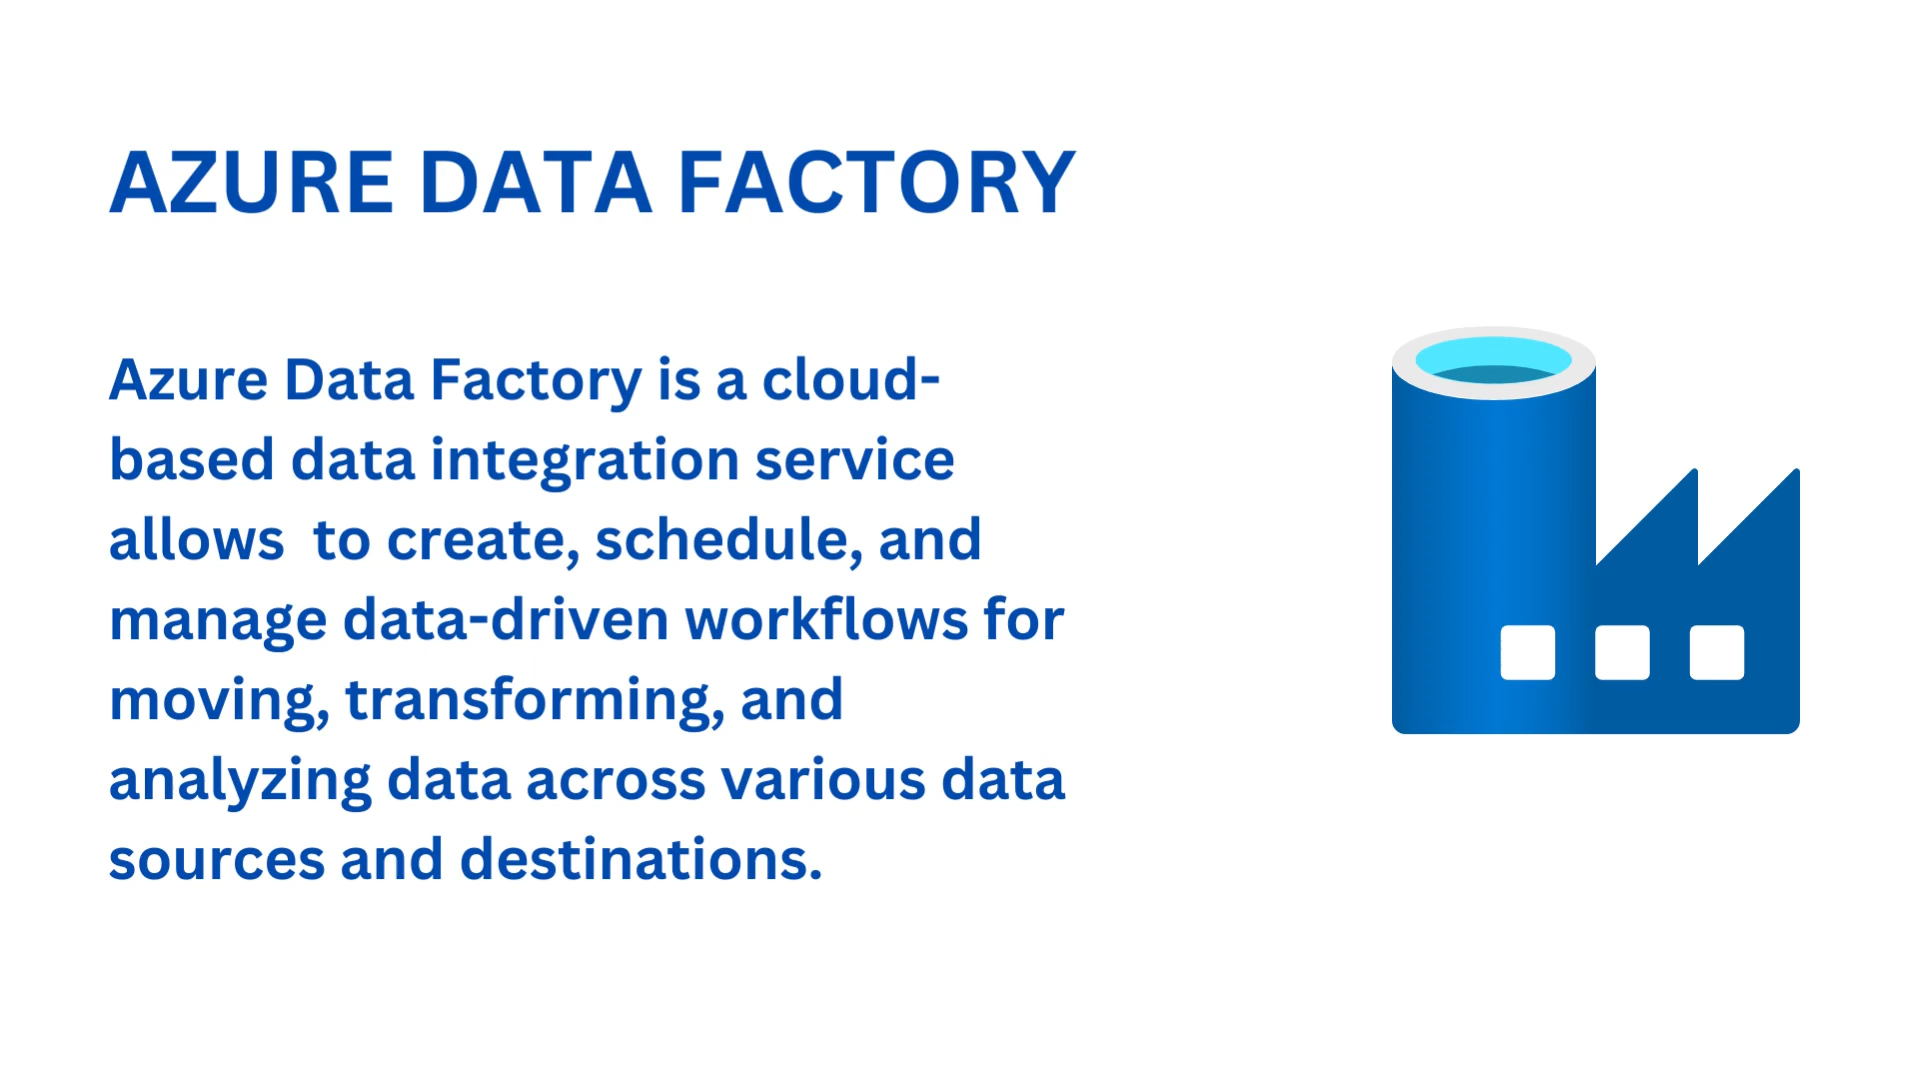 AZURE DATA FACTORY
Azure Data Factory is a cloud-
based data integration service
allows  to create, schedule, and
manage data-driven workflows for
moving, transforming, and
analyzing data across various data
sources and destinations.